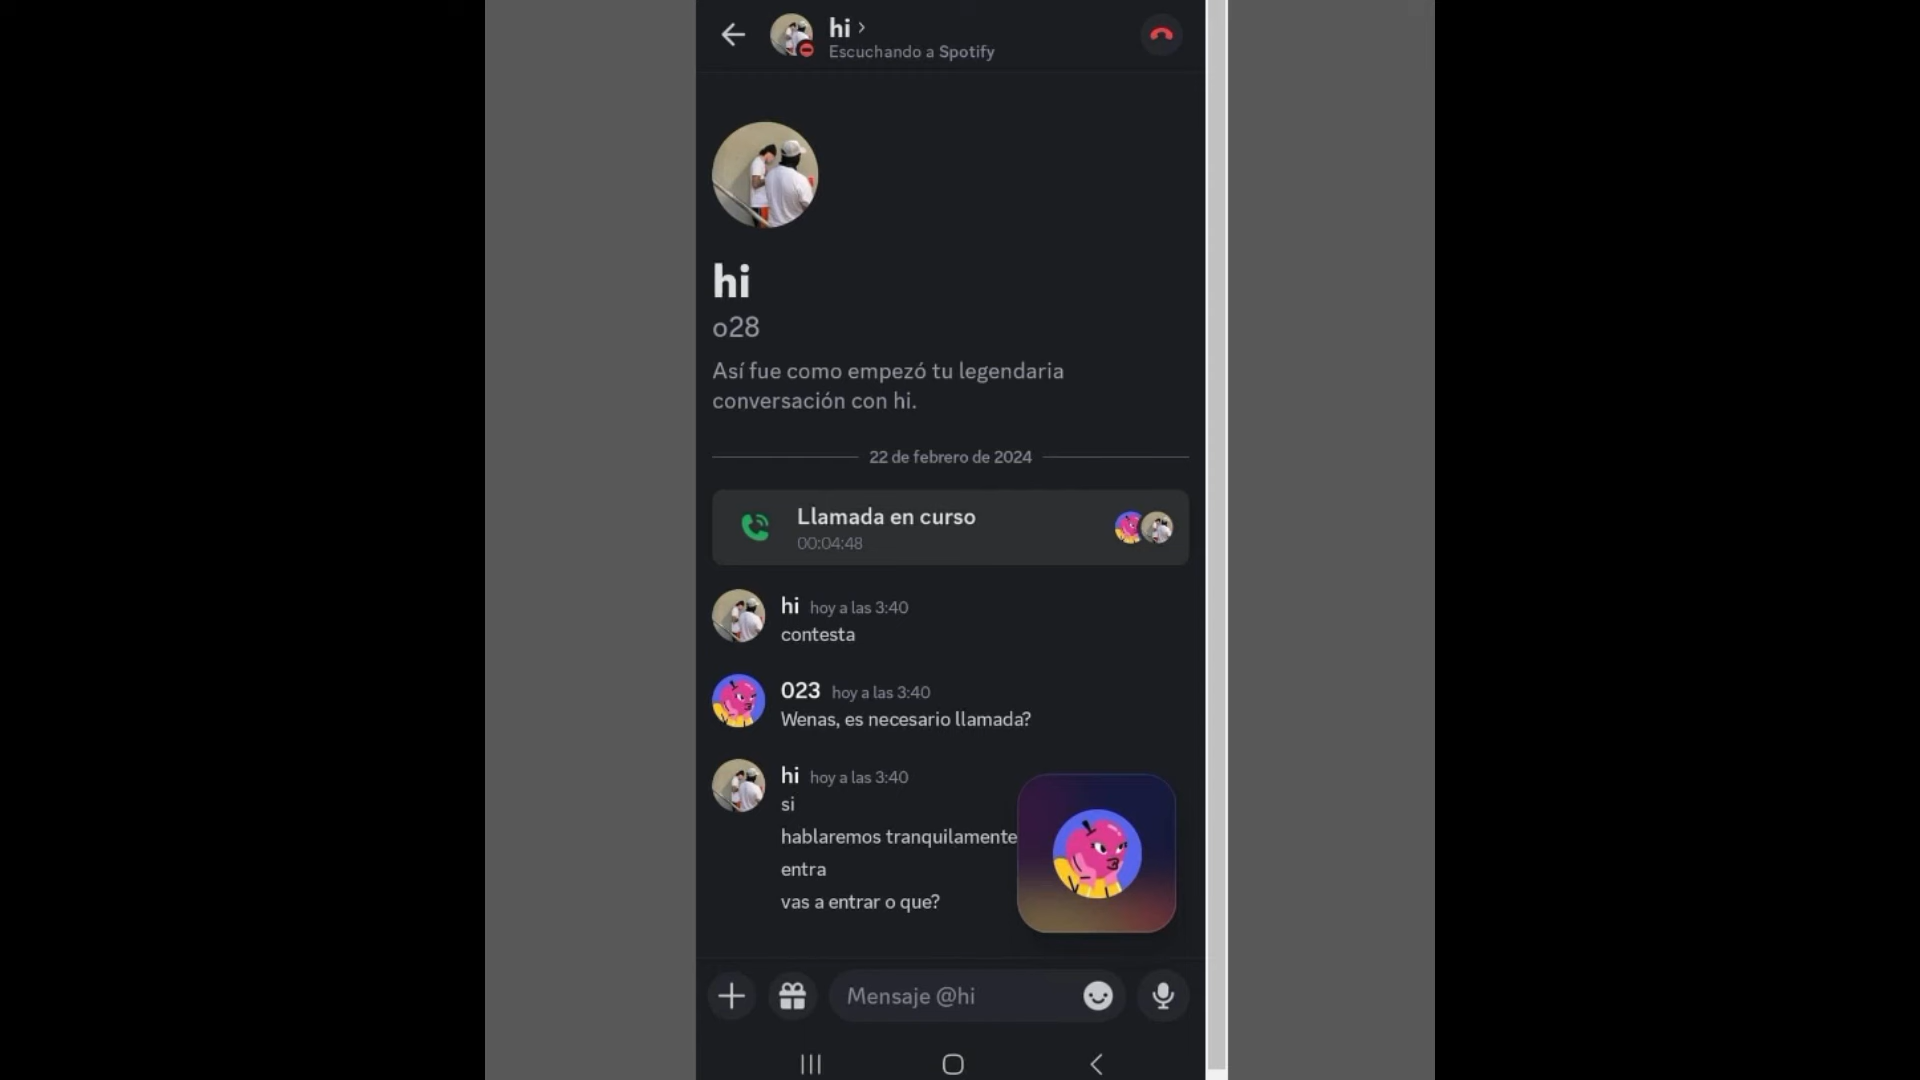 hi
Escuchando a Spotify
hi
o28
Así fue como empezó tu legendaria
conversación con hi.
22 de febrero de 2024
Llamada en curso
00:04:48
hi hoy a las 3:40
contesta
023 hoy a las 3:40
Wenas, es necesario llamada?
hi hoy a las 3:40
si
hablaremos tranquilamente
entra
vas a entrar o que?
Mensaje @hi